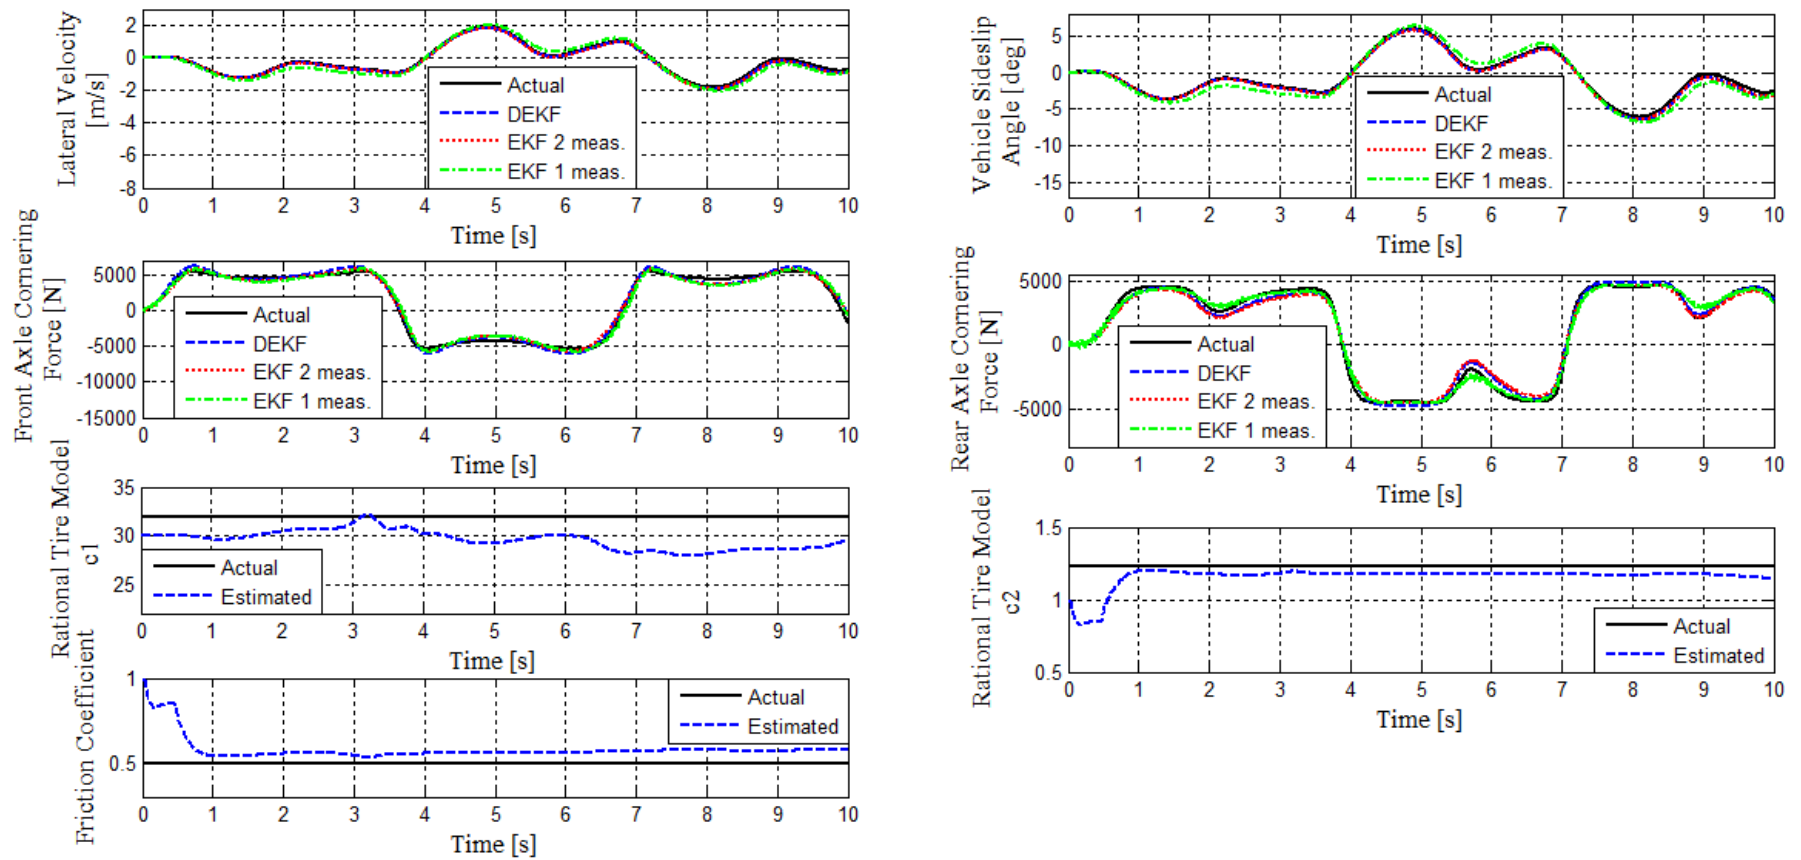 Lateral Velocity
[m/s]
2
0
-2
-4
-6
-8
Actual
DEKF
EKF 2 meas.
EKF 1 meas.
0 1 2 3 4 5 6 7 8 9 10
Time [s]
Vehicle Sideslip
Angle [deg]
5
0
-5
-10
-15
Actual
DEKF
EKF 2 meas.
EKF 1 meas.
0 1 2 3 4 5 6 7 8 9 10
Time [s]
Front Axle Cornering
Force [N]
5000
0
-5000
-10000
-15000
Actual
DEKF
EKF 2 meas.
EKF 1 meas.
0 1 2 3 4 5 6 7 8 9 10
Time [s]
Rear Axle Cornering
Force [N]
5000
0
-5000
Actual
DEKF
EKF 2 meas.
EKF 1 meas.
0 1 2 3 4 5 6 7 8 9 10
Time [s]
Rational Tire Model
c1
35
30
25
Actual
Estimated
0 1 2 3 4 5 6 7 8 9 10
Time [s]
Rational Tire Model
c2
1.5
1
0.5
Actual
Estimated
0 1 2 3 4 5 6 7 8 9 10
Time [s]
Friction Coefficient
1
0.5
Actual
Estimated
0 1 2 3 4 5 6 7 8 9 10
Time [s]